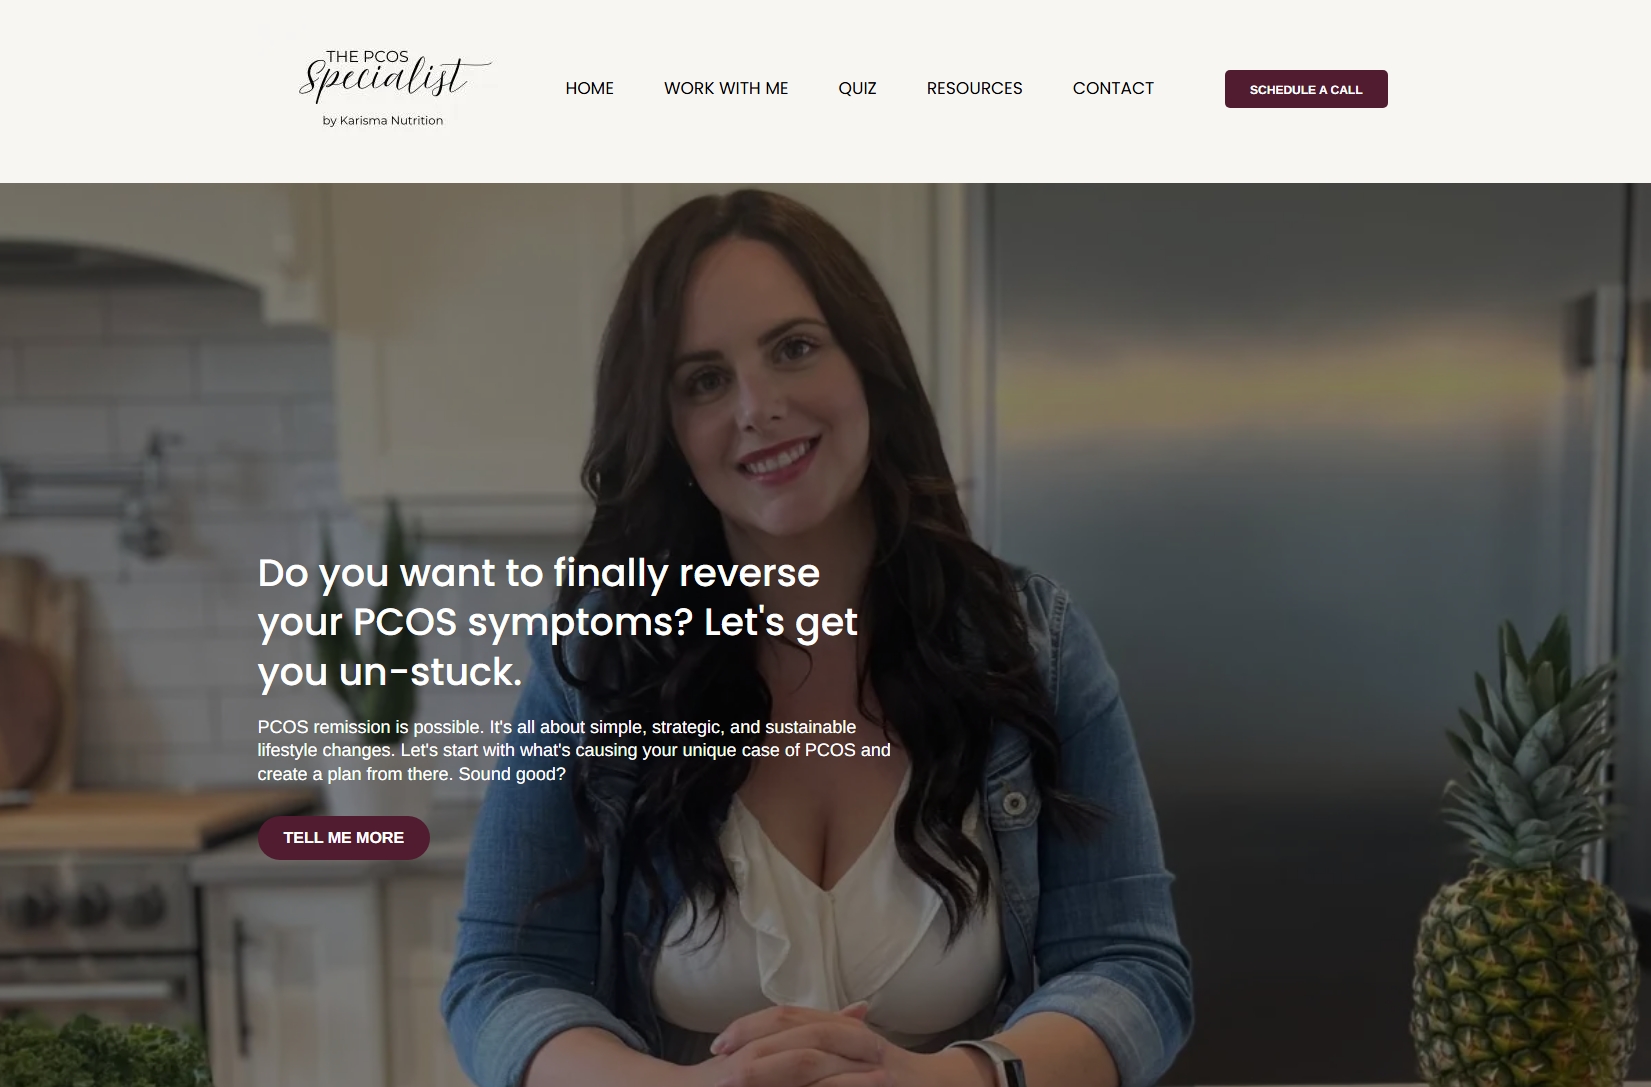 THE PCOS
Specialist
by Karisma Nutrition
HOME
WORK WITH ME
QUIZ
RESOURCES
CONTACT
SCHEDULE A CALL
Do you want to finally reverse
your PCOS symptoms? Let's get
you un-stuck.
PCOS remission is possible. It's all about simple, strategic, and sustainable
lifestyle changes. Let's start with what's causing your unique case of PCOS and
create a plan from there. Sound good?
TELL ME MORE